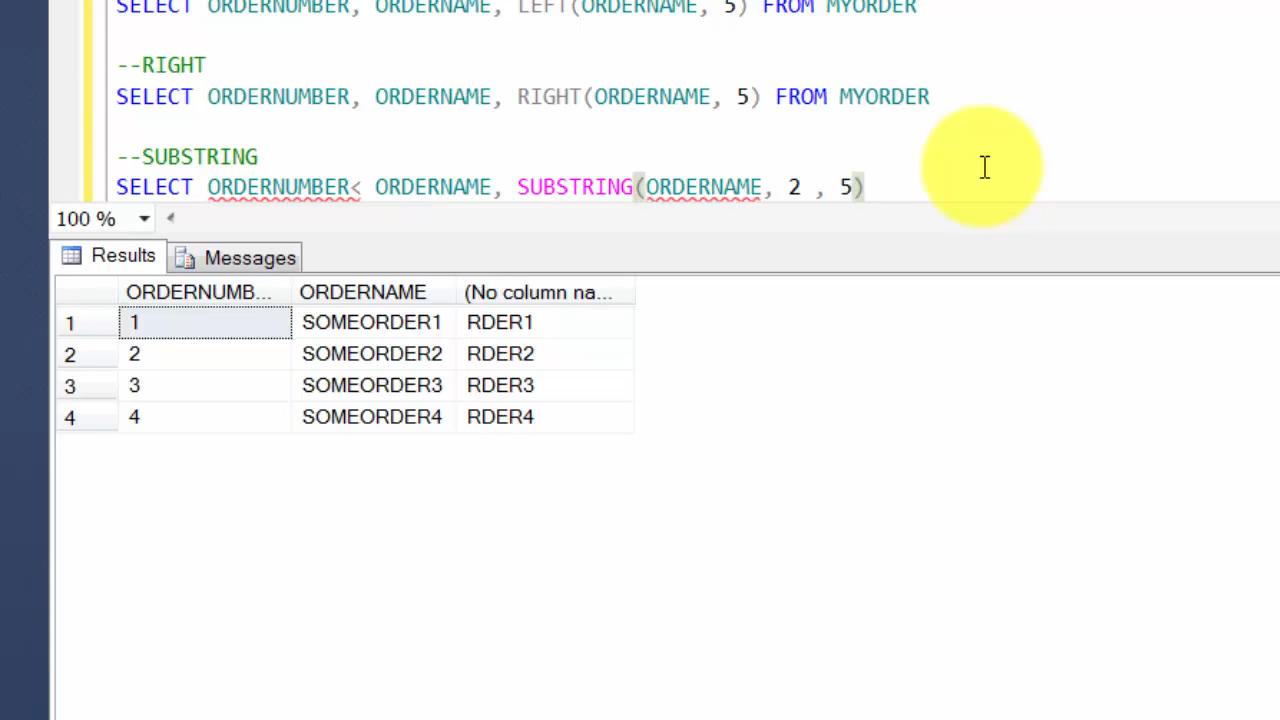 SELECT ORDERNUMBER, ORDERNAME, LEFT(ORDERNAME, 5) FROM MYORDER
--RIGHT
SELECT ORDERNUMBER, ORDERNAME, RIGHT(ORDERNAME, 5) FROM MYORDER
--SUBSTRING
SELECT ORDERNUMBER< ORDERNAME, SUBSTRING(ORDERNAME, 2 , 5)
100 %
Results Messages
ORDERNUMB... ORDERNAME (No column na...
1 1 SOMEORDER1 RDER1
2 2 SOMEORDER2 RDER2
3 3 SOMEORDER3 RDER3
4 4 SOMEORDER4 RDER4